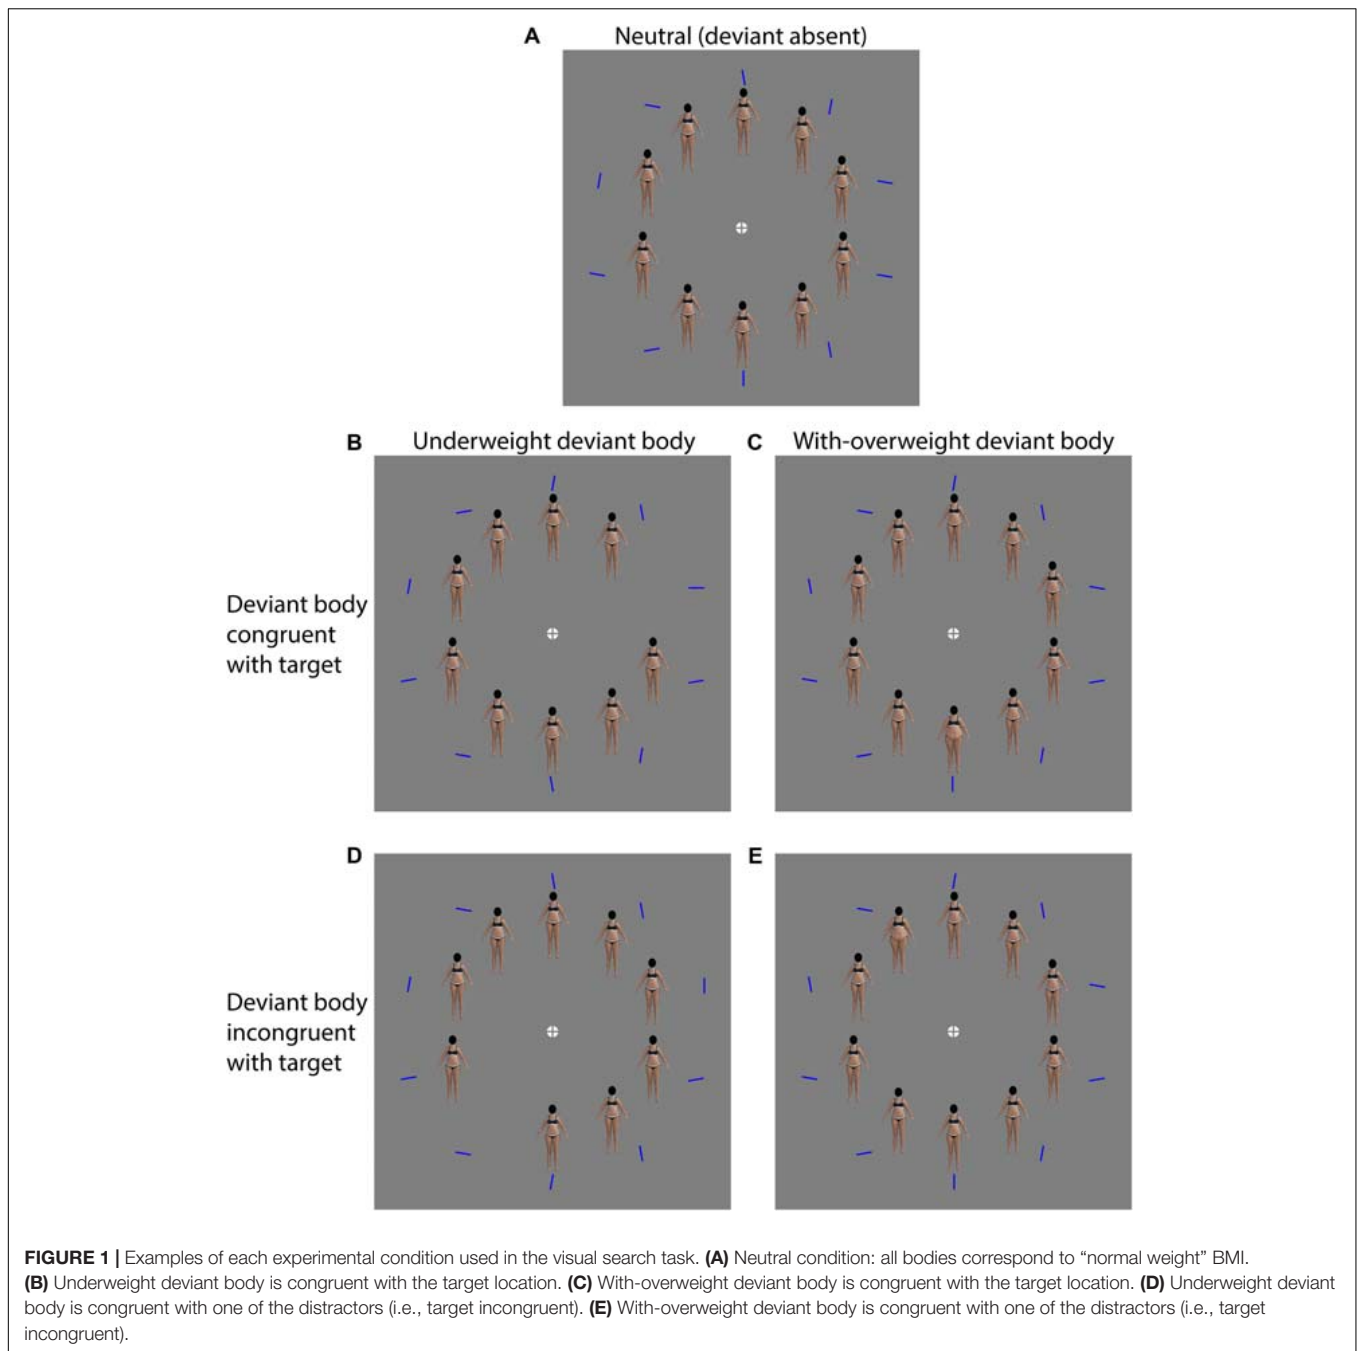 A
Neutral (deviant absent)
B
Underweight deviant body
C
With-overweight deviant body
Deviant body
congruent
with target
D
E
Deviant body
incongruent
with target
FIGURE 1 | Examples of each experimental condition used in the visual search task. (A) Neutral condition: all bodies correspond to “normal weight” BMI.
(B) Underweight deviant body is congruent with the target location. (C) With-overweight deviant body is congruent with the target location. (D) Underweight deviant
body is congruent with one of the distractors (i.e., target incongruent). (E) With-overweight deviant body is congruent with one of the distractors (i.e., target
incongruent).